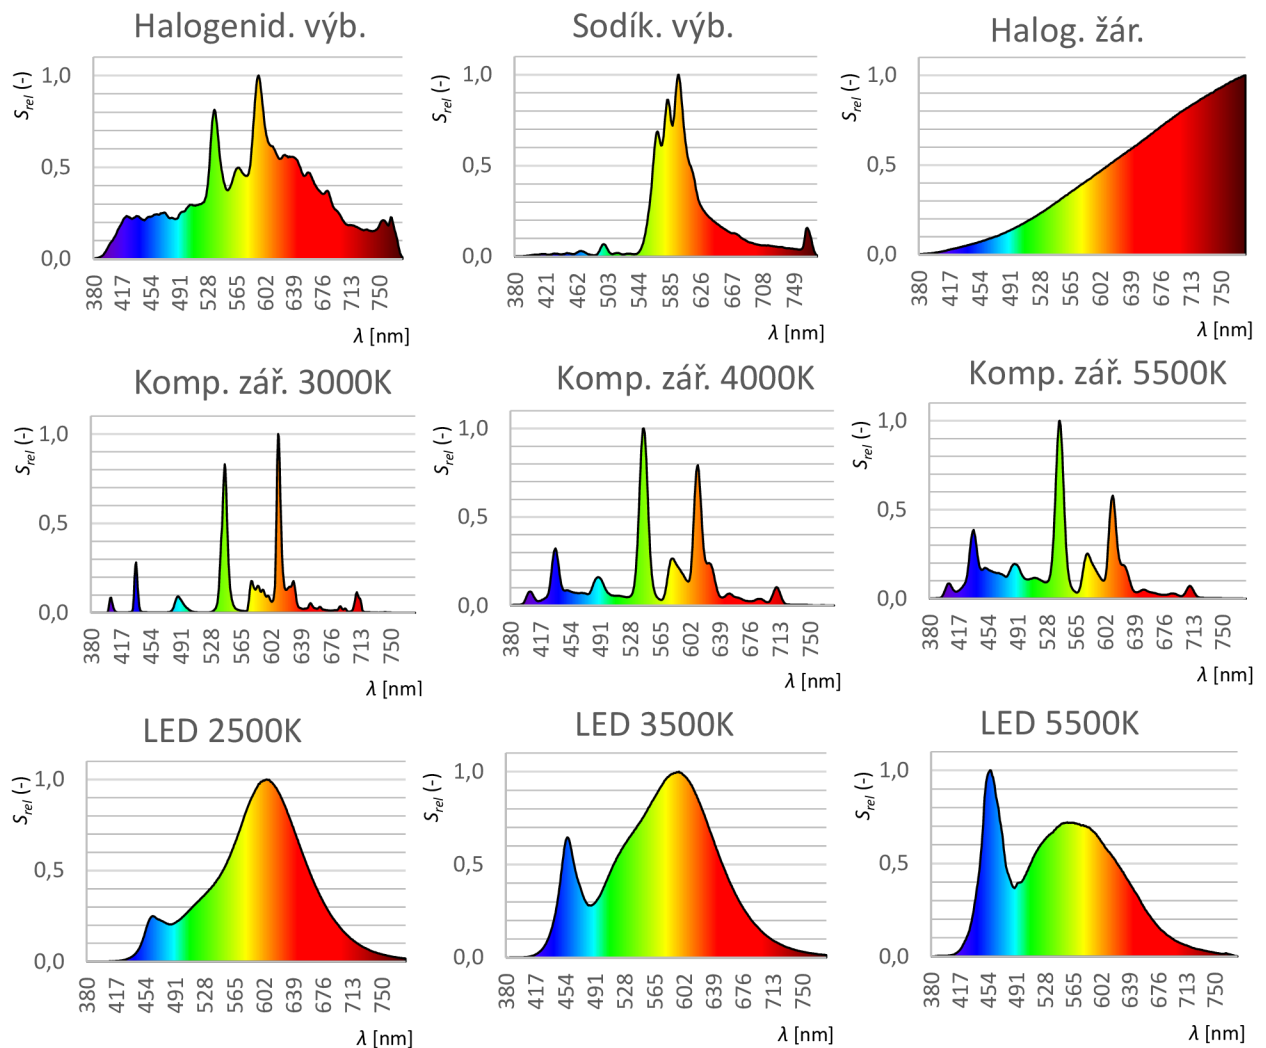 Halogenid. výb.
Srel (-)
1,0
0,5
0,0
380 417 454 491 528 565 602 639 676 713 750
λ [nm]
Sodík. výb.
Srel (-)
1,0
0,5
0,0
380 421 462 503 544 585 626 667 708 749
λ [nm]
Halog. žár.
Srel (-)
1,0
0,5
0,0
380 417 454 491 528 565 602 639 676 713 750
λ [nm]
Komp. zář. 3000K
Srel (-)
1,0
0,5
0,0
380 417 454 491 528 565 602 639 676 713 750
λ [nm]
Komp. zář. 4000K
Srel (-)
1,0
0,5
0,0
380 417 454 491 528 565 602 639 676 713 750
λ [nm]
Komp. zář. 5500K
Srel (-)
1,0
0,5
0,0
380 417 454 491 528 565 602 639 676 713 750
λ [nm]
LED 2500K
Srel (-)
1,0
0,5
0,0
380 417 454 491 528 565 602 639 676 713 750
λ [nm]
LED 3500K
Srel (-)
1,0
0,5
0,0
380 417 454 491 528 565 602 639 676 713 750
λ [nm]
LED 5500K
Srel (-)
1,0
0,5
0,0
380 417 454 491 528 565 602 639 676 713 750
λ [nm]